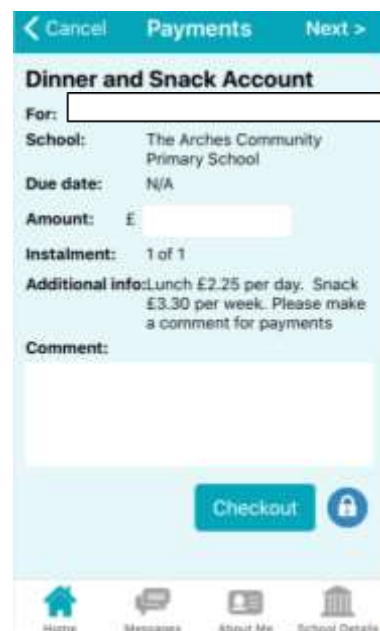 Cancel Payments Next >
Dinner and Snack Account
For:
School: The Arches Community
Primary School
Due date: N/A
Amount: £
Instalment: 1 of 1
Additional info:Lunch £2.25 per day. Snack
£3.30 per week. Please make
a comment for payments
Comment:
Checkout
Home Messages About Me School Details